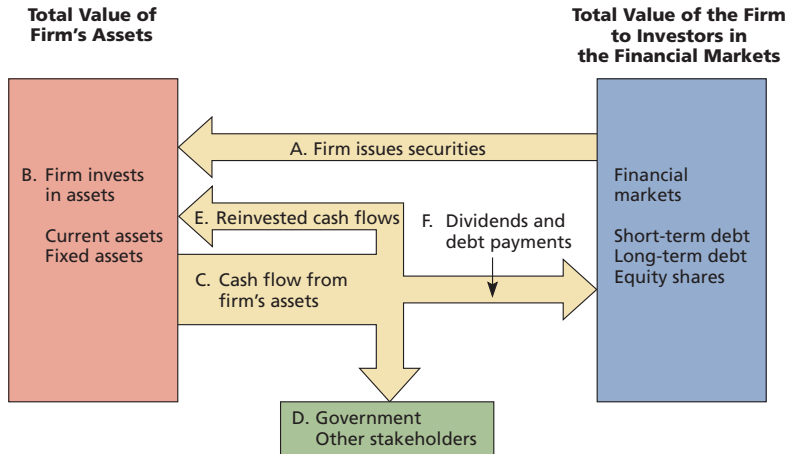 Total Value of
Firm's Assets
Total Value of the Firm
to Investors in
the Financial Markets
A. Firm issues securities
B. Firm invests
in assets
Current assets
Fixed assets
E. Reinvested cash flows
C. Cash flow from
firm's assets
F. Dividends and
debt payments
Financial
markets
Short-term debt
Long-term debt
Equity shares
D. Government
Other stakeholders